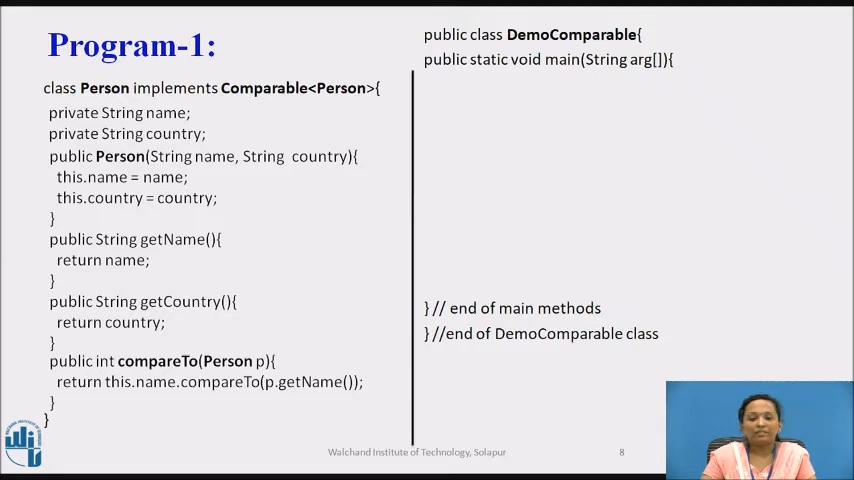 Program-1:
class Person implements Comparable<Person>{
private String name;
private String country;
public Person(String name, String country){
this.name = name;
this.country = country;
}
public String getName(){
return name;
}
public String getCountry(){
return country;
}
public int compareTo(Person p){
return this.name.compareTo(p.getName());
}
}
public class DemoComparable{
public static void main(String arg[]){
} // end of main methods
} //end of DemoComparable class
Walchand Institute of Technology, Solapur
8